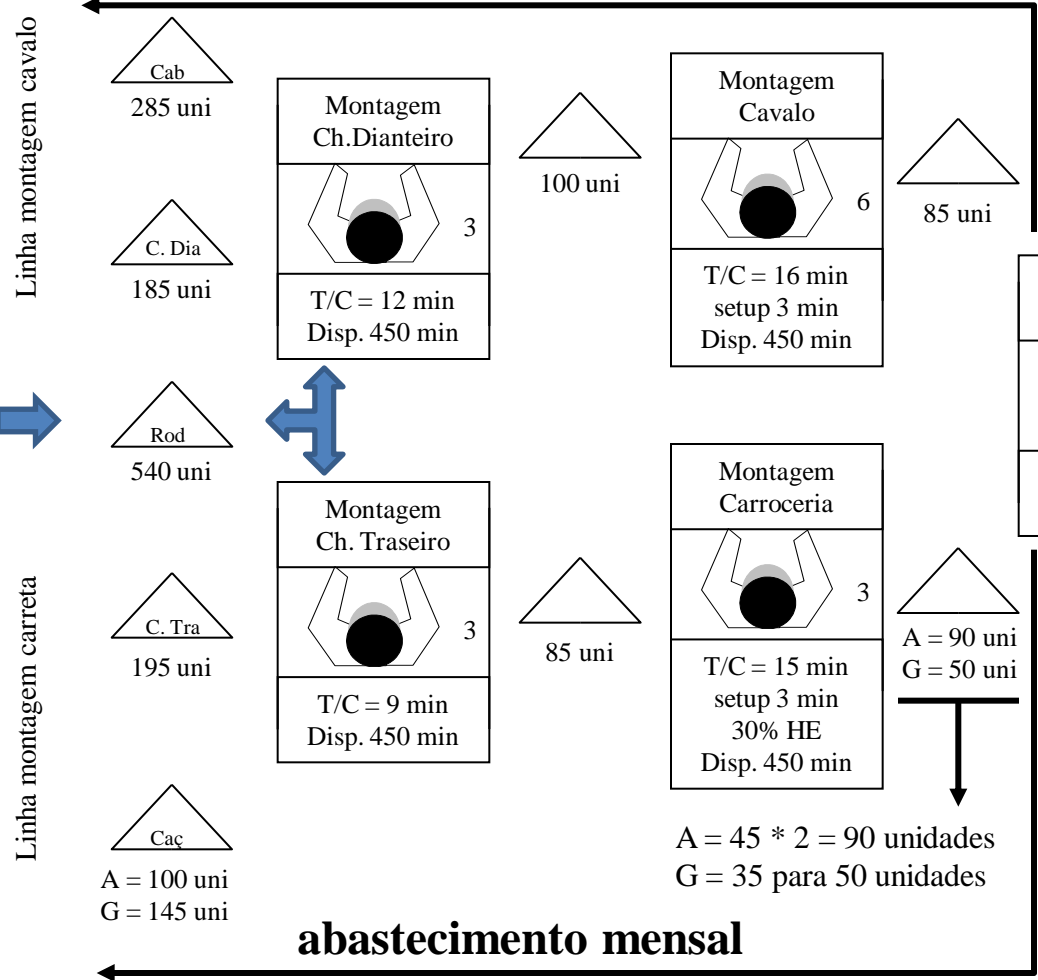 Linha montagem cavalo
Cab
285 uni
C. Dia
185 uni
Montagem
Ch.Dianteiro
3
T/C = 12 min
Disp. 450 min
100 uni
Montagem
Cavalo
6
T/C = 16 min
setup 3 min
Disp. 450 min
85 uni
Rod
540 uni
Linha montagem carreta
C. Tra
195 uni
Caç
A = 100 uni
G = 145 uni
Montagem
Ch. Traseiro
3
T/C = 9 min
Disp. 450 min
85 uni
Montagem
Carroceria
3
T/C = 15 min
setup 3 min
30% HE
Disp. 450 min
A = 90 uni
G = 50 uni
A = 45 * 2 = 90 unidades
G = 35 para 50 unidades
abastecimento mensal